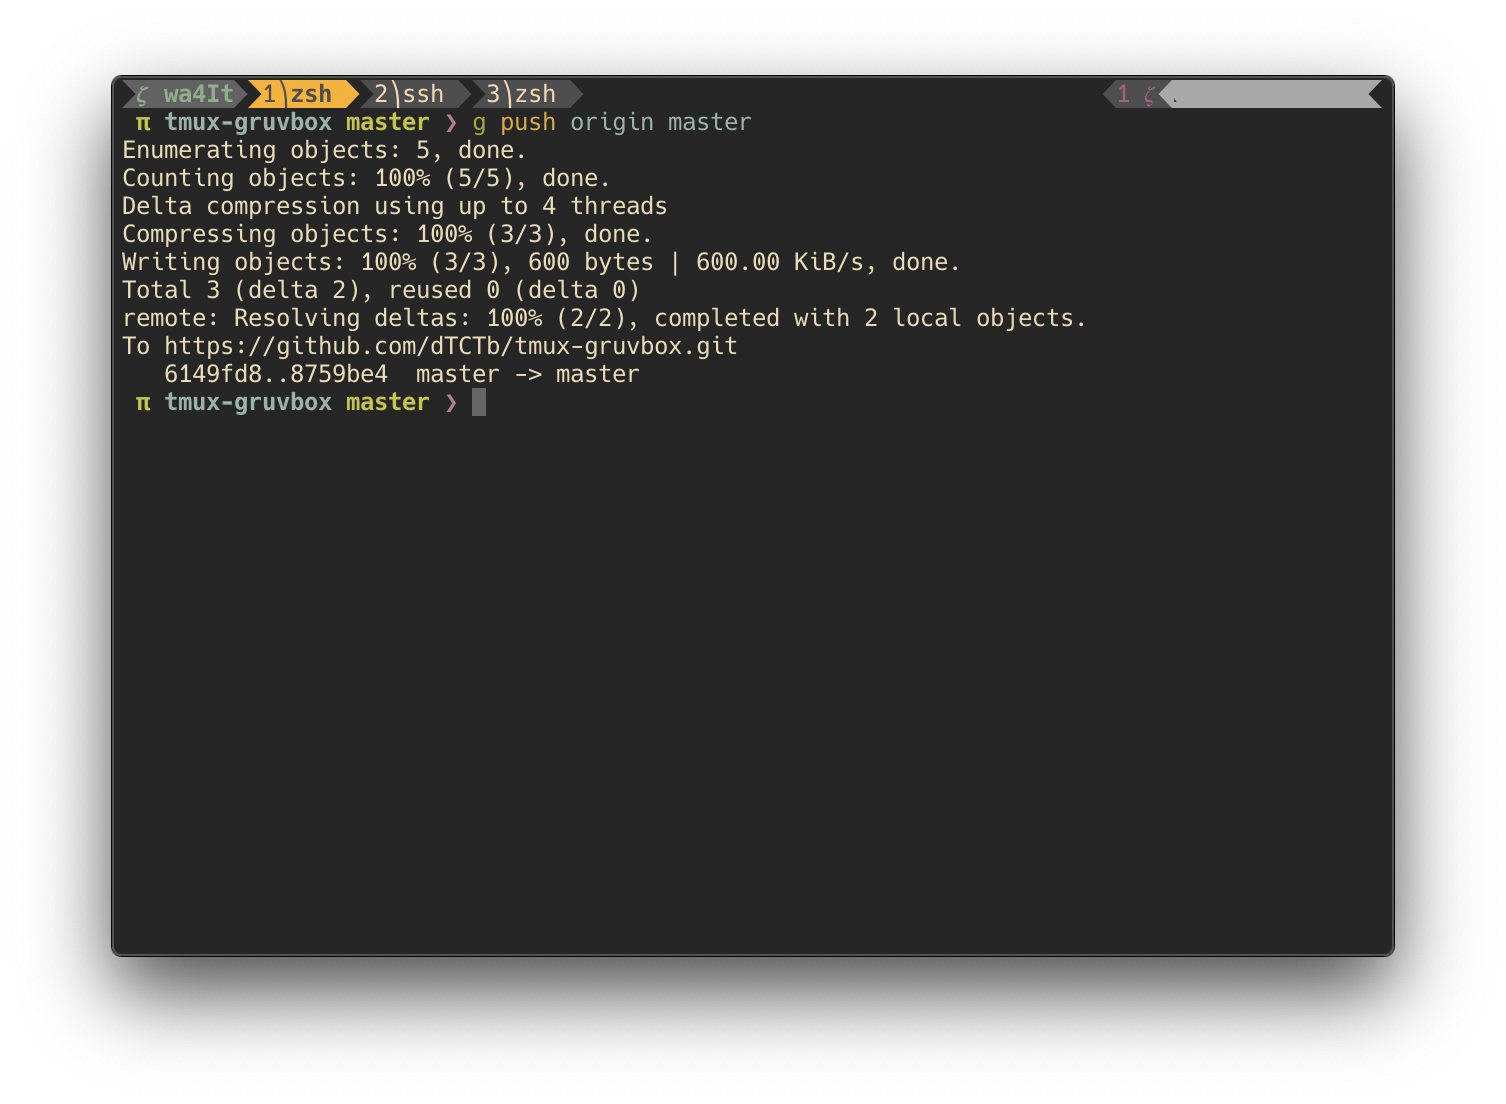 ζ wa4It 1 zsh 2 ssh 3 zsh 1 ζ
π tmux-gruvbox master ❯ g push origin master
Enumerating objects: 5, done.
Counting objects: 100% (5/5), done.
Delta compression using up to 4 threads
Compressing objects: 100% (3/3), done.
Writing objects: 100% (3/3), 600 bytes | 600.00 KiB/s, done.
Total 3 (delta 2), reused 0 (delta 0)
remote: Resolving deltas: 100% (2/2), completed with 2 local objects.
To https://github.com/dTCTb/tmux-gruvbox.git
   6149fd8..8759be4  master -> master
π tmux-gruvbox master ❯